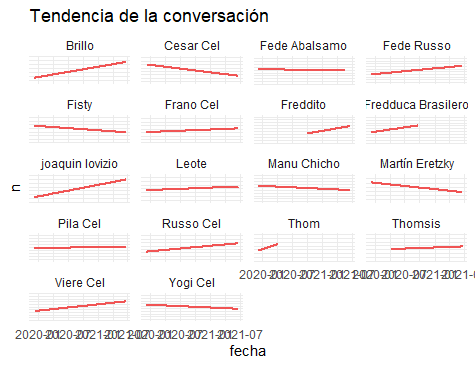 Tendencia de la conversación
Brillo Cesar Cel Fede Abalsamo Fede Russo
Fisty Frano Cel Freddito Fredduca Brasilero
joaquin Iovizio Leote Manu Chicho Martín Eretzky
n
Pila Cel Russo Cel Thom Thomsis
2020-01 2020-07 2021-01 2021-07 2020-01 2020-07 2021-01 2021-07
Viere Cel Yogi Cel
2020-01 2020-07 2021-01 2021-07 2020-01 2020-07 2021-01 2021-07
fecha